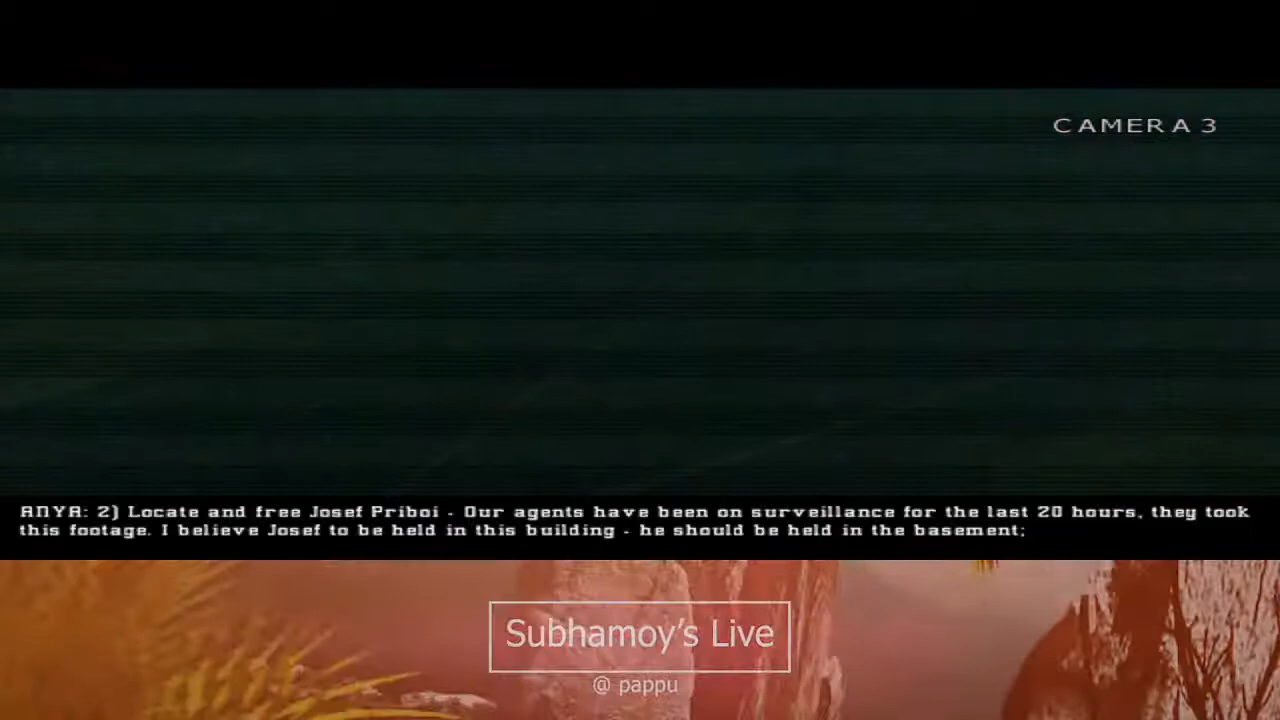 CAMERA 3
ANYA: 2) Locate and free Josef Priboi - Our agents have been on surveillance for the last 20 hours, they took
this footage. I believe Josef to be held in this building - he should be held in the basement;
Subhamoy's Live
@ pappu